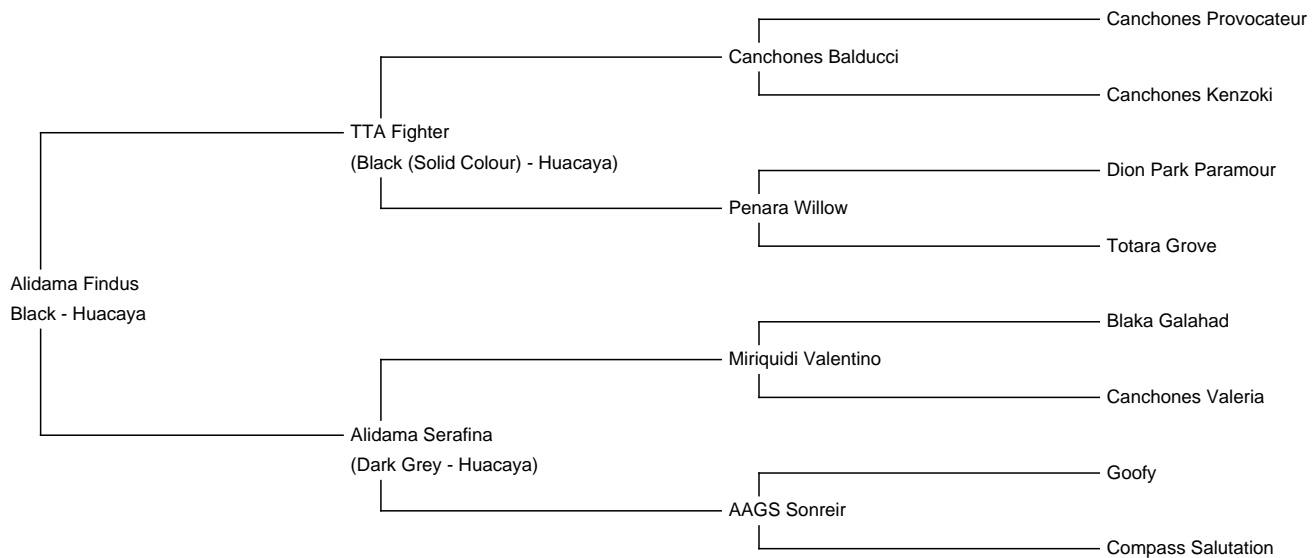 Canchones Provocateur
Canchones Balducci
Canchones Kenzoki
TTA Fighter
(Black (Solid Colour) - Huacaya)
Dion Park Paramour
Penara Willow
Totara Grove
Alidama Findus
Black - Huacaya
Blaka Galahad
Miriquidi Valentino
Canchones Valeria
Alidama Serafina
(Dark Grey - Huacaya)
Goofy
AAGS Sonreir
Compass Salutation